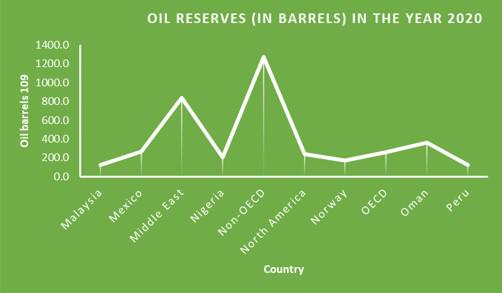 OIL RESERVES (IN BARRELS) IN THE YEAR 2020
Oil barrels 109
1400.0
1200.0
1000.0
800.0
600.0
400.0
200.0
0.0
Malaysia
Mexico
Middle East
Nigeria
Non-OECD
North America
Norway
OECD
Oman
Peru
Country